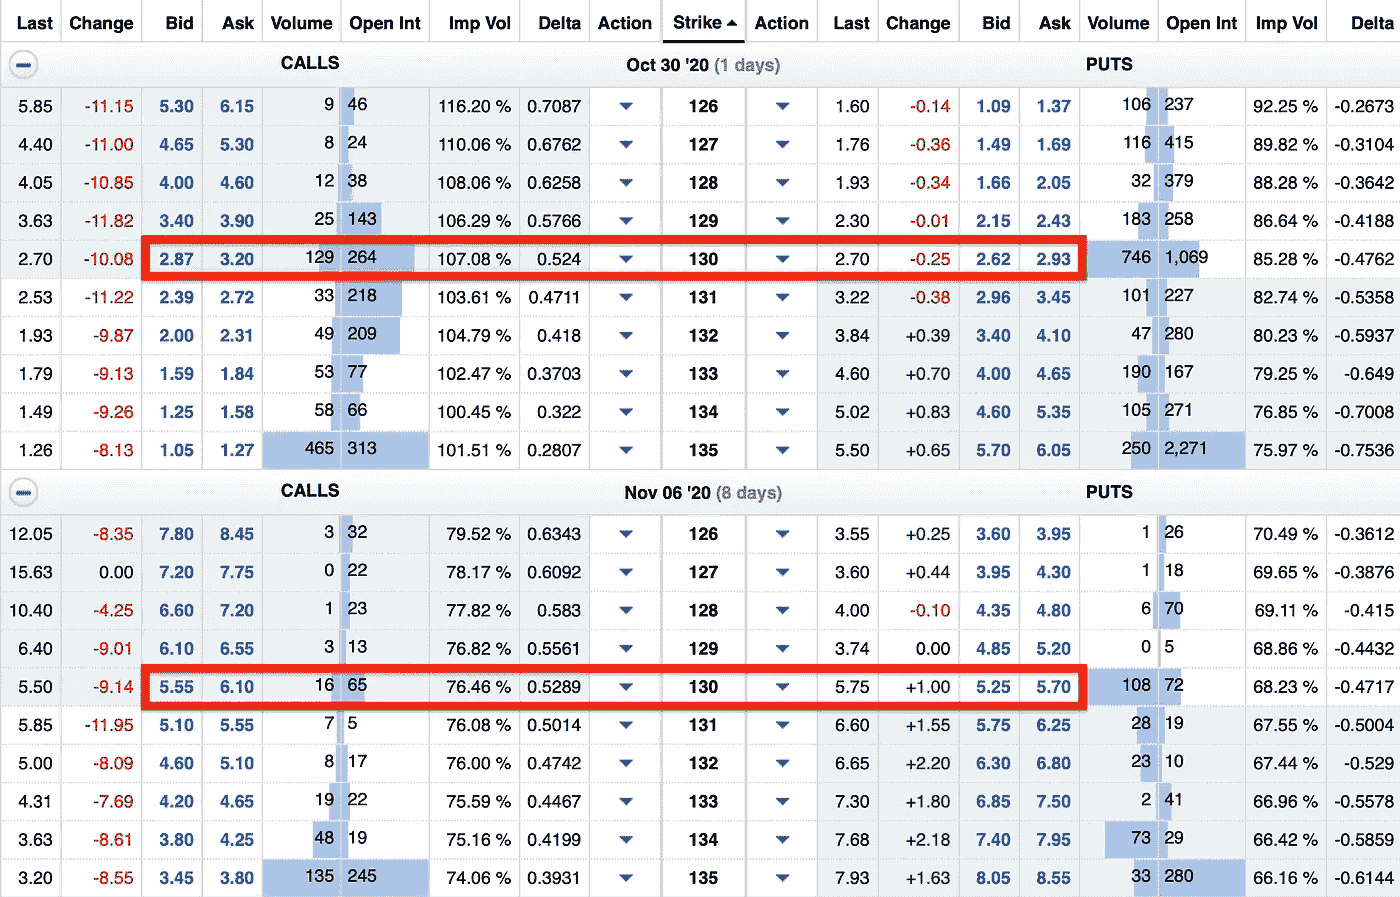 Last Change Bid Ask Volume Open Int Imp Vol Delta Action Strike Action Last Change Bid Ask Volume Open Int Imp Vol Delta
CALLS Oct 30 '20 (1 days) PUTS
5.85 -11.15 5.30 6.15 9 46 116.20 % 0.7087 126 1.60 -0.14 1.09 1.37 106 237 92.25 % -0.2673
4.40 -11.00 4.65 5.30 8 24 110.06 % 0.6762 127 1.76 -0.36 1.49 1.69 116 415 89.82 % -0.3104
4.05 -10.85 4.00 4.60 12 38 108.06 % 0.6258 128 1.93 -0.34 1.66 2.05 32 379 88.28 % -0.3642
3.63 -11.82 3.40 3.90 25 143 106.29 % 0.5766 129 2.30 -0.01 2.15 2.43 183 258 86.64 % -0.4188
2.70 -10.08 2.87 3.20 129 264 107.08 % 0.524 130 2.70 -0.25 2.62 2.93 746 1,069 85.28 % -0.4762
2.53 -11.22 2.39 2.72 33 218 103.61 % 0.4711 131 3.22 -0.38 2.96 3.45 101 227 82.74 % -0.5358
1.93 -9.87 2.00 2.31 49 209 104.79 % 0.418 132 3.84 +0.39 3.40 4.10 47 280 80.23 % -0.5937
1.79 -9.13 1.59 1.84 53 77 102.47 % 0.3703 133 4.60 +0.70 4.00 4.65 190 167 79.25 % -0.649
1.49 -9.26 1.25 1.58 58 66 100.45 % 0.322 134 5.02 +0.83 4.60 5.35 105 271 76.85 % -0.7008
1.26 -8.13 1.05 1.27 465 313 101.51 % 0.2807 135 5.50 +0.65 5.70 6.05 250 2,271 75.97 % -0.7536
CALLS Nov 06 '20 (8 days) PUTS
12.05 -8.35 7.80 8.45 3 32 79.52 % 0.6343 126 3.55 +0.25 3.60 3.95 1 26 70.49 % -0.3612
15.63 0.00 7.20 7.75 0 22 78.17 % 0.6092 127 3.60 +0.44 3.95 4.30 1 18 69.65 % -0.3876
10.40 -4.25 6.60 7.20 1 23 77.82 % 0.583 128 4.00 -0.10 4.35 4.80 6 70 69.11 % -0.415
6.40 -9.01 6.10 6.55 3 13 76.82 % 0.5561 129 3.74 0.00 4.85 5.20 0 5 68.86 % -0.4432
5.50 -9.14 5.55 6.10 16 65 76.46 % 0.5289 130 5.75 +1.00 5.25 5.70 108 72 68.23 % -0.4717
5.85 -11.95 5.10 5.55 7 5 76.08 % 0.5014 131 6.60 +1.55 5.75 6.25 28 19 67.55 % -0.5004
5.00 -8.09 4.60 5.10 8 17 76.00 % 0.4742 132 6.65 +2.20 6.30 6.80 23 10 67.44 % -0.529
4.31 -7.69 4.20 4.65 19 22 75.59 % 0.4467 133 7.30 +1.80 6.85 7.50 2 41 66.96 % -0.5578
3.63 -8.61 3.80 4.25 48 19 75.16 % 0.4199 134 7.68 +2.18 7.40 7.95 73 29 66.42 % -0.5859
3.20 -8.55 3.45 3.80 135 245 74.06 % 0.3931 135 7.93 +1.63 8.05 8.55 33 280 66.16 % -0.6144